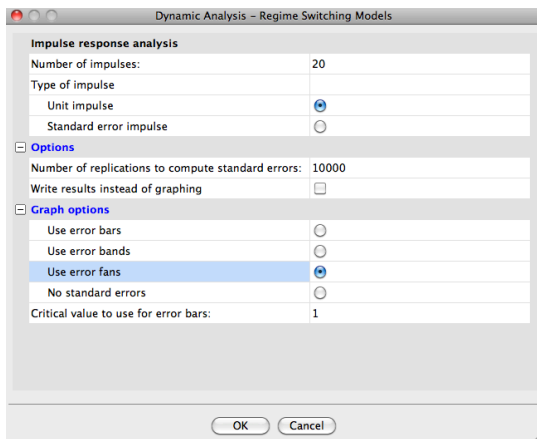 Dynamic Analysis – Regime Switching Models
Impulse response analysis
Number of impulses: 20
Type of impulse
Unit impulse
Standard error impulse
Options
Number of replications to compute standard errors: 10000
Write results instead of graphing
Graph options
Use error bars
Use error bands
Use error fans
No standard errors
Critical value to use for error bars: 1
OK Cancel